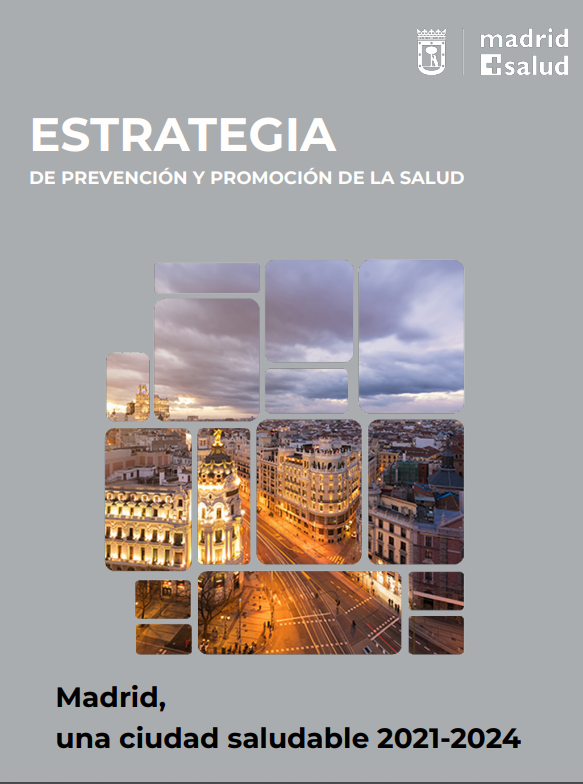 madrid
salud
ESTRATEGIA
DE PREVENCIÓN Y PROMOCIÓN DE LA SALUD
Madrid,
una ciudad saludable 2021-2024